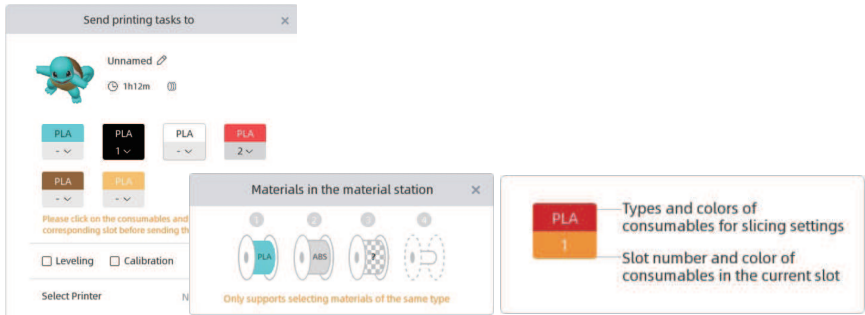 Send printing tasks to
Unnamed
1h12m
PLA PLA PLA PLA
- 1 - 2
PLA PLA
- -
Please click on the consumables and
corresponding slot before sending th
Leveling Calibration
Select Printer N
Materials in the material station
1 2 3 4
PLA ABS ?
Only supports selecting materials of the same type
PLA
1
Types and colors of
consumables for slicing settings
Slot number and color of
consumables in the current slot